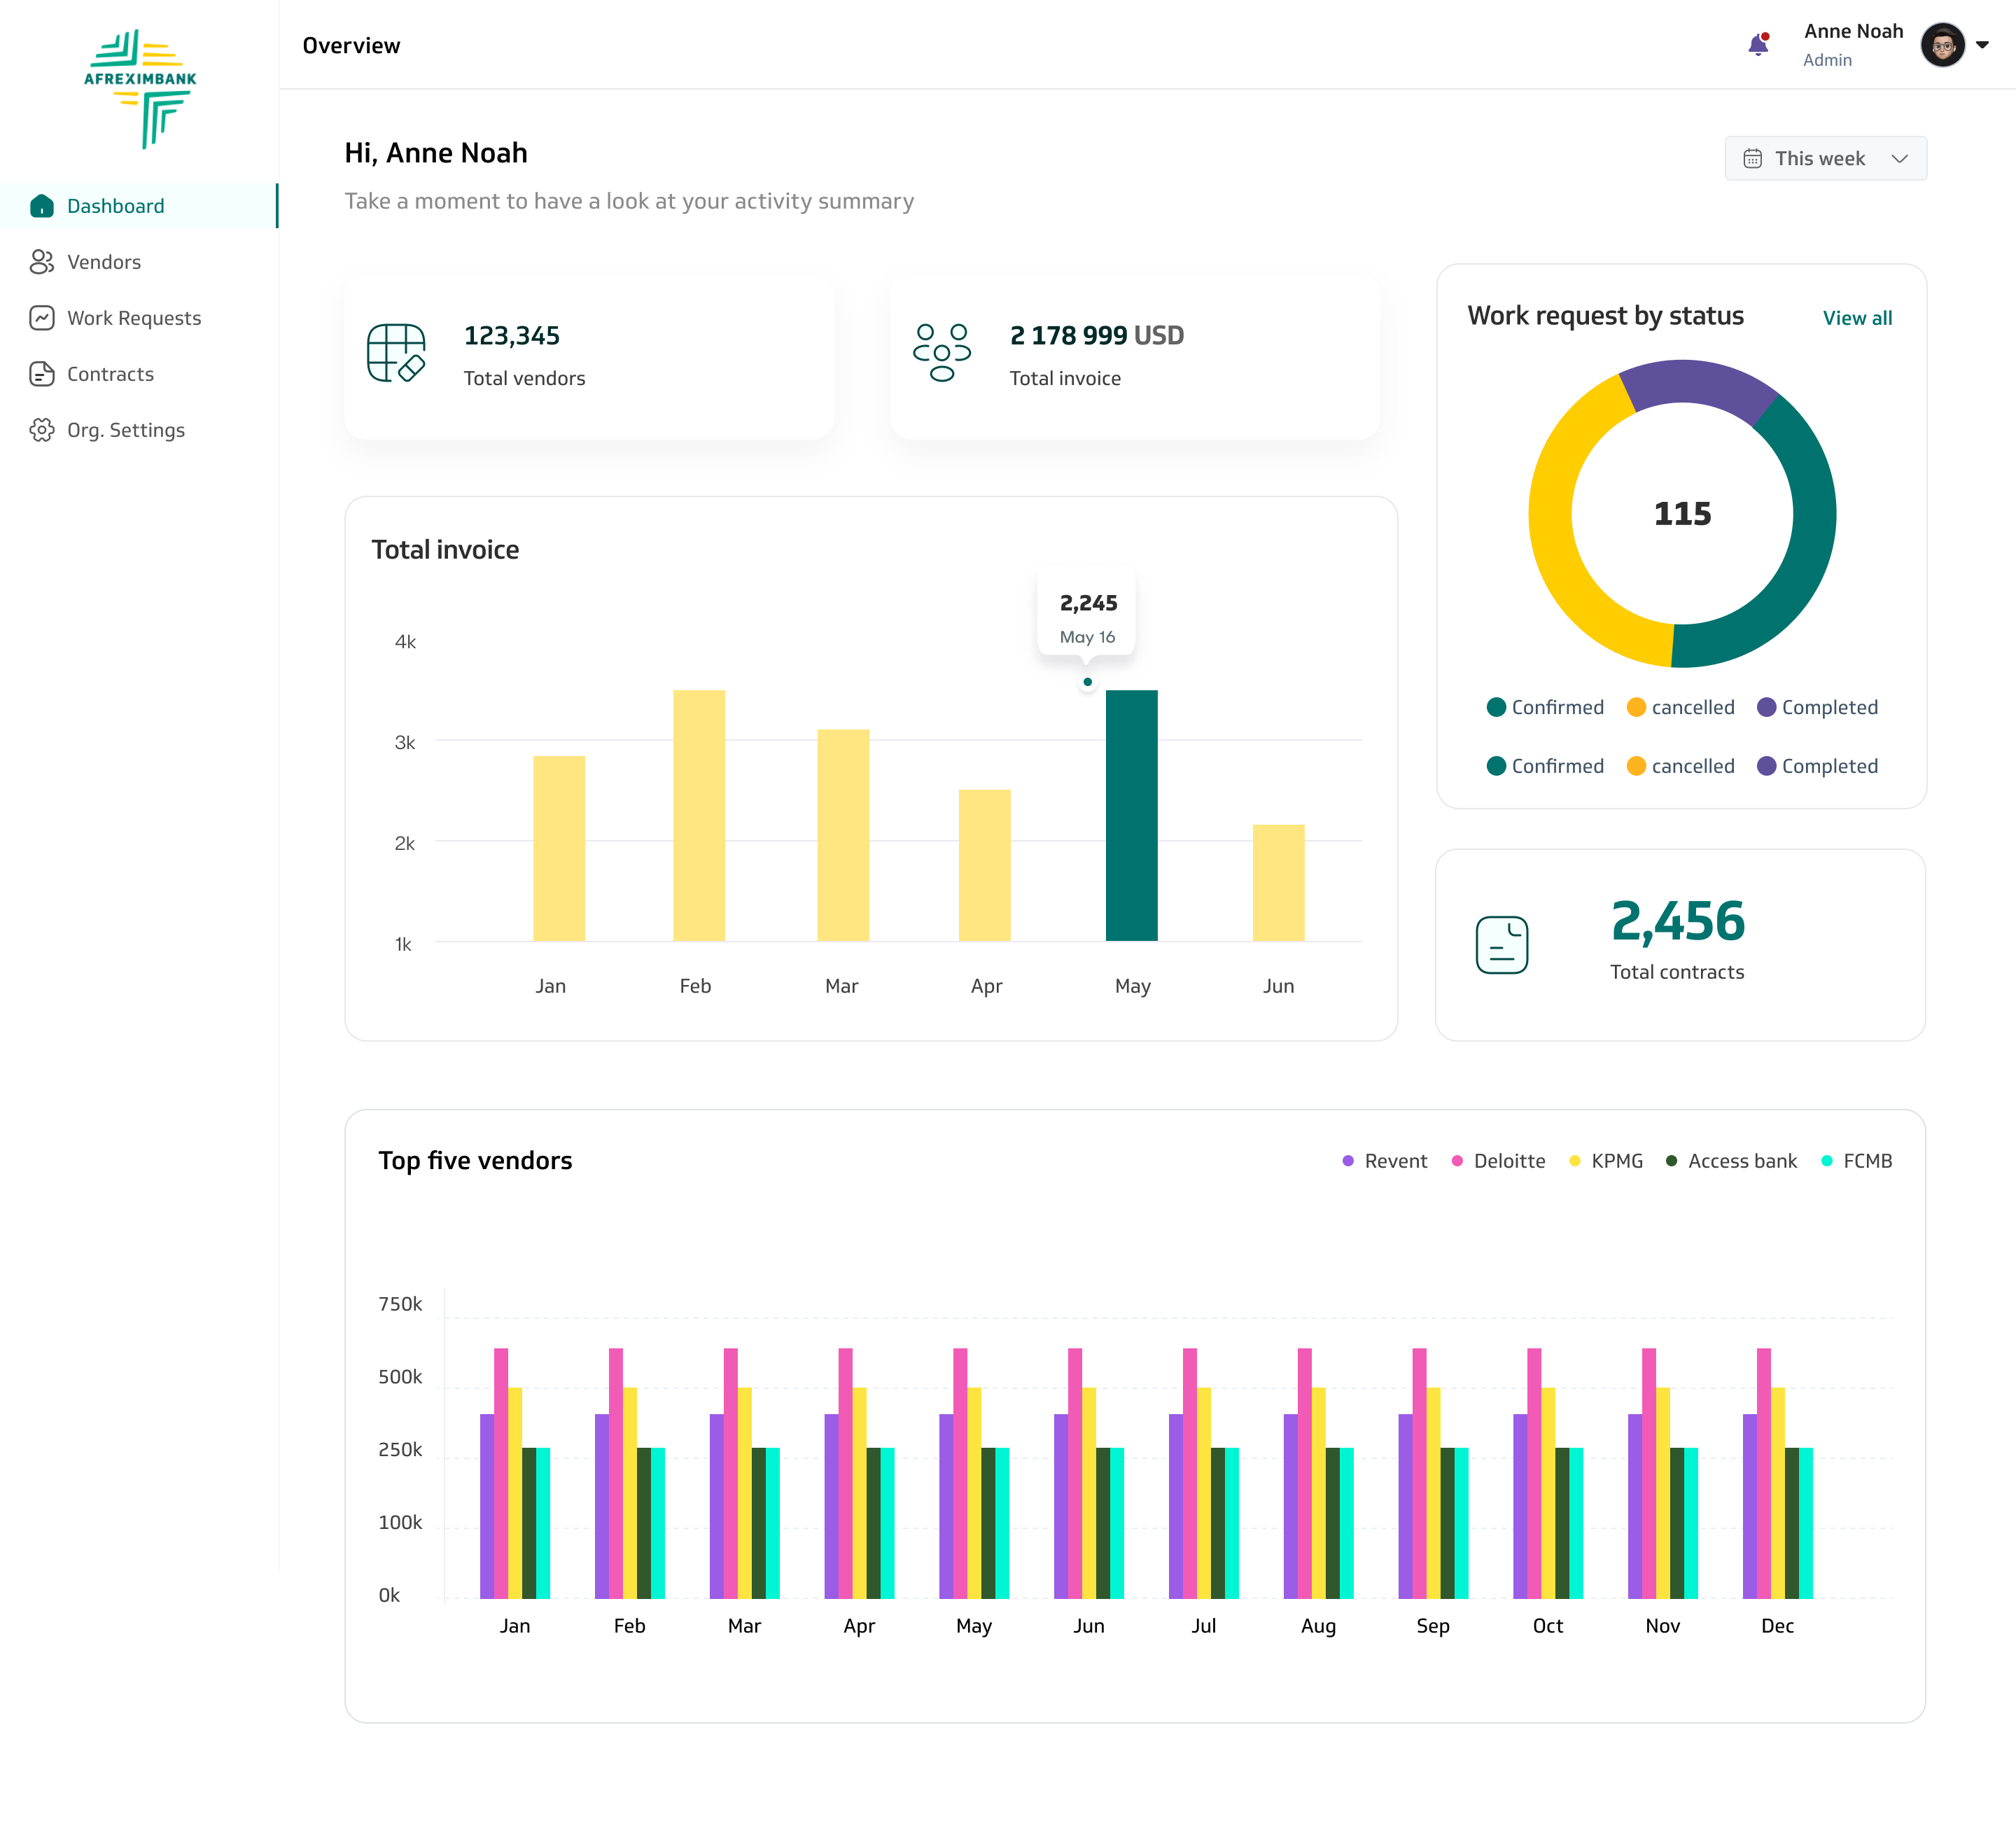 AFREXIMBANK
Overview
Anne Noah
Admin
Dashboard
Vendors
Work Requests
Contracts
Org. Settings
Hi, Anne Noah
Take a moment to have a look at your activity summary
This week
123,345
Total vendors
2 178 999 USD
Total invoice
Work request by status
View all
115
Confirmed cancelled Completed
Confirmed cancelled Completed
Total invoice
2,245
May 16
4k
3k
2k
1k
Jan Feb Mar Apr May Jun
2,456
Total contracts
Top five vendors
Revent Deloitte KPMG Access bank FCMB
750k
500k
250k
100k
0k
Jan Feb Mar Apr May Jun Jul Aug Sep Oct Nov Dec